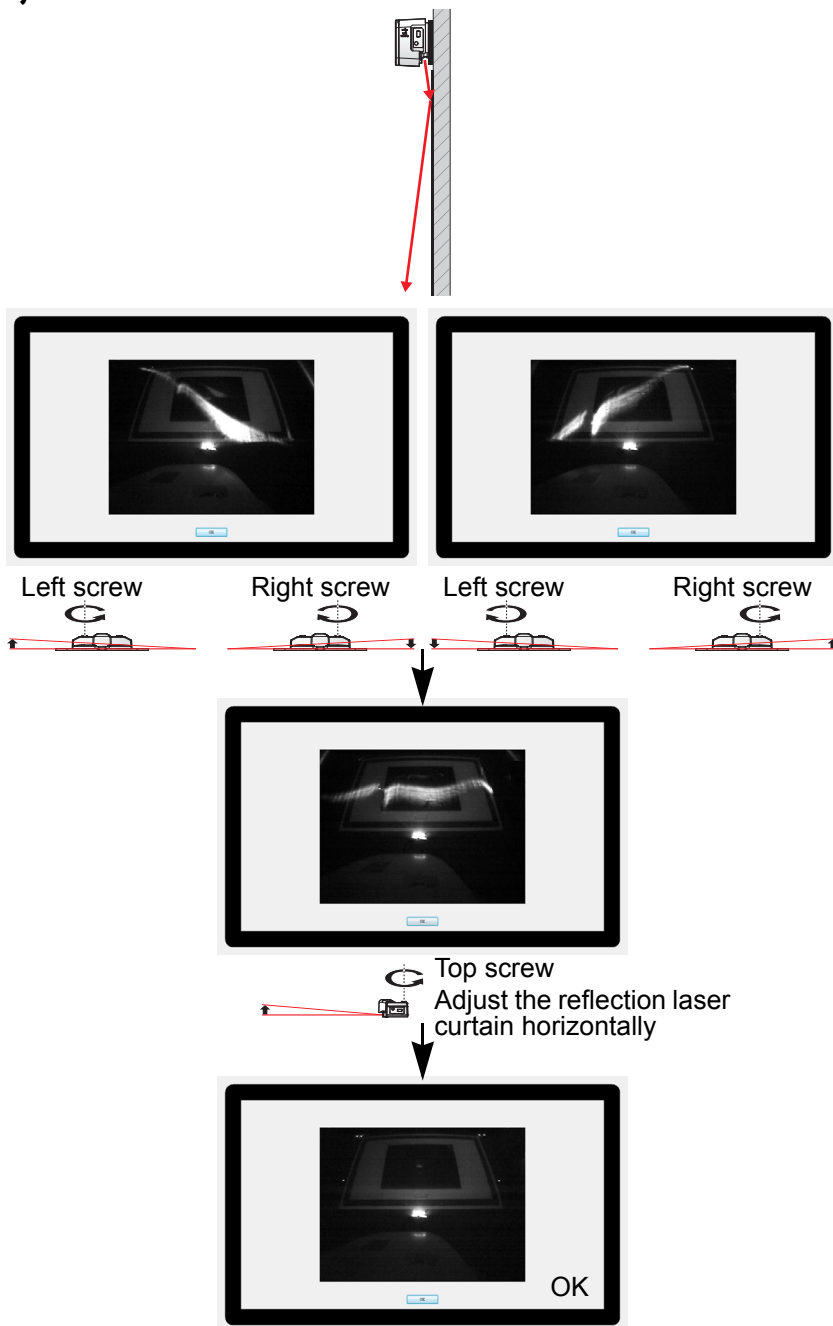 Left screw
Right screw
Left screw
Right screw
Top screw
Adjust the reflection laser
curtain horizontally
OK